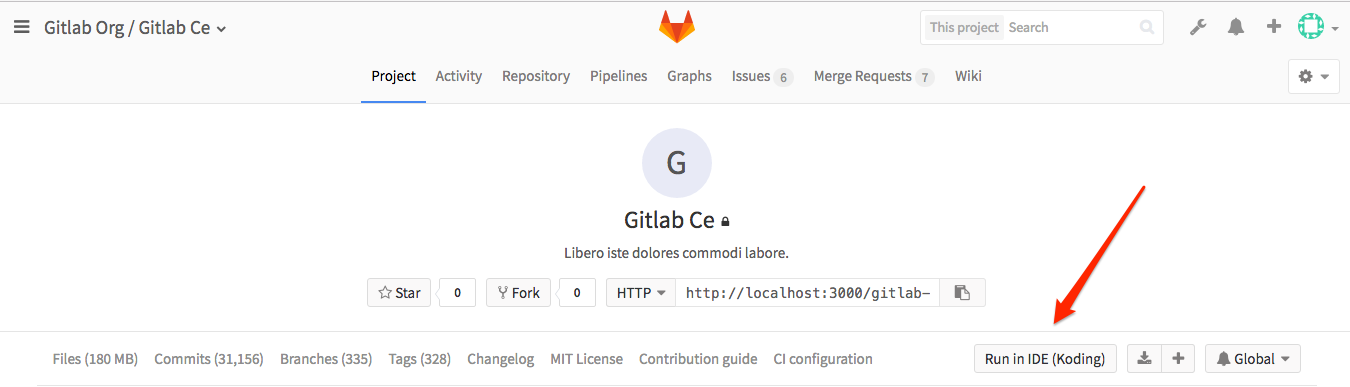 Gitlab Org / Gitlab Ce
This project Search
Project Activity Repository Pipelines Graphs Issues 6 Merge Requests 7 Wiki
G
Gitlab Ce
Libero iste dolores commodi labore.
Star 0 Fork 0 HTTP http://localhost:3000/gitlab-
Files (180 MB) Commits (31,156) Branches (335) Tags (328) Changelog MIT License Contribution guide CI configuration Run in IDE (Koding) Global